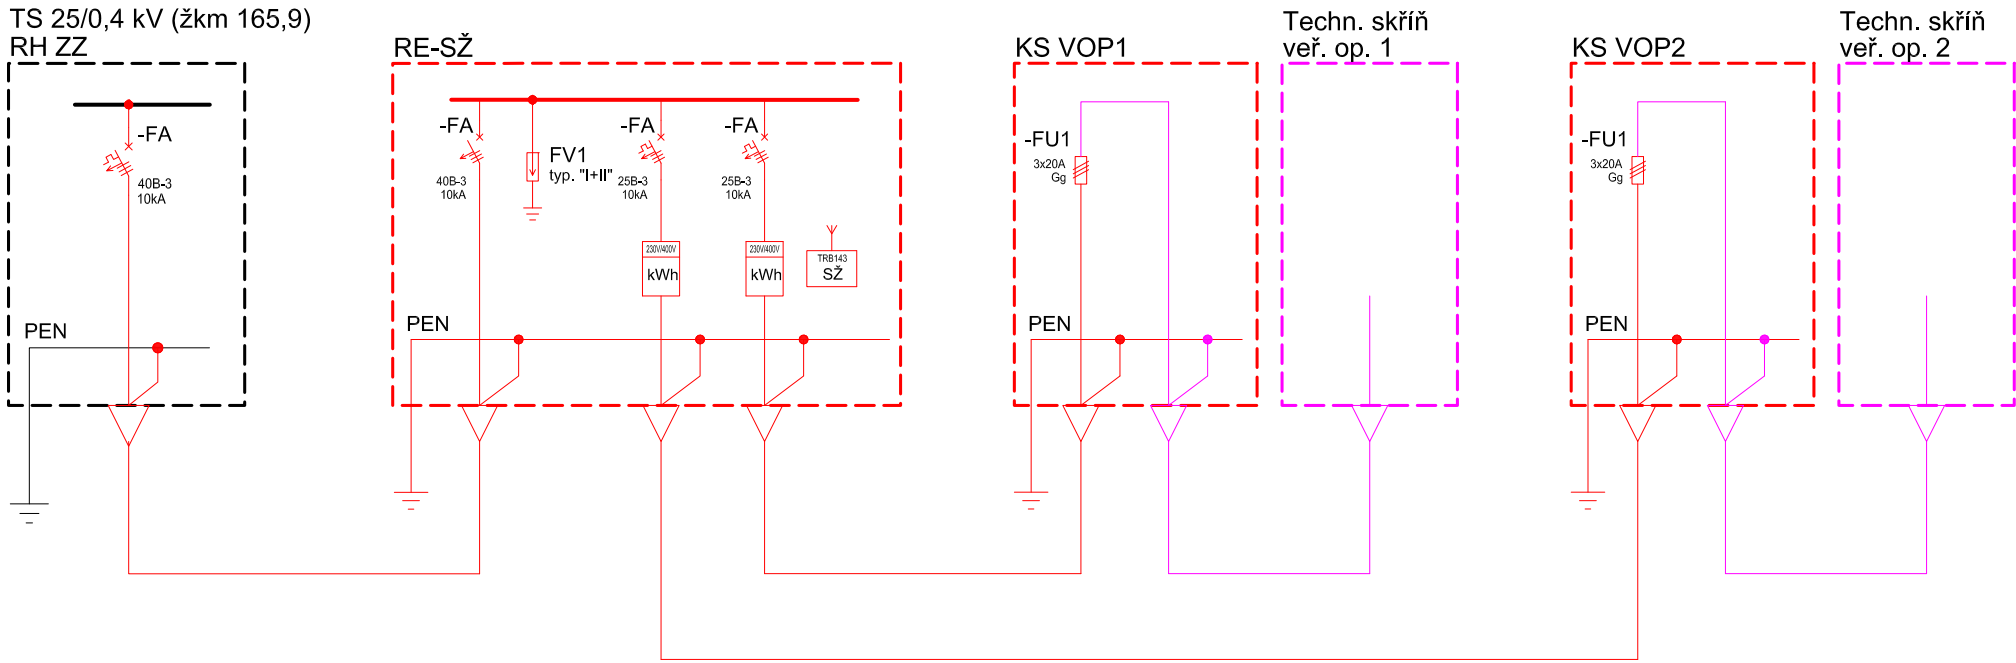 TS 25/0,4 kV (žkm 165,9)
RH ZZ
-FA
40B-3
10kA
PEN
RE-SŽ
-FA
40B-3
10kA
FV1
typ. "I+II"
-FA
25B-3
10kA
230V/400V
kWh
-FA
25B-3
10kA
230V/400V
kWh
TRB143
SŽ
PEN
KS VOP1
-FU1
3x20A
Gg
PEN
Techn. skříň
veř. op. 1
KS VOP2
-FU1
3x20A
Gg
PEN
Techn. skříň
veř. op. 2